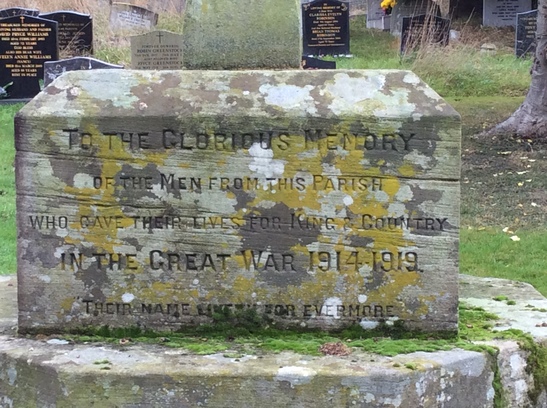 To the Glorious Memory
of the Men from this Parish
who gave their lives for King & Country
in the Great War 1914-1919.
"Their name liveth for evermore"